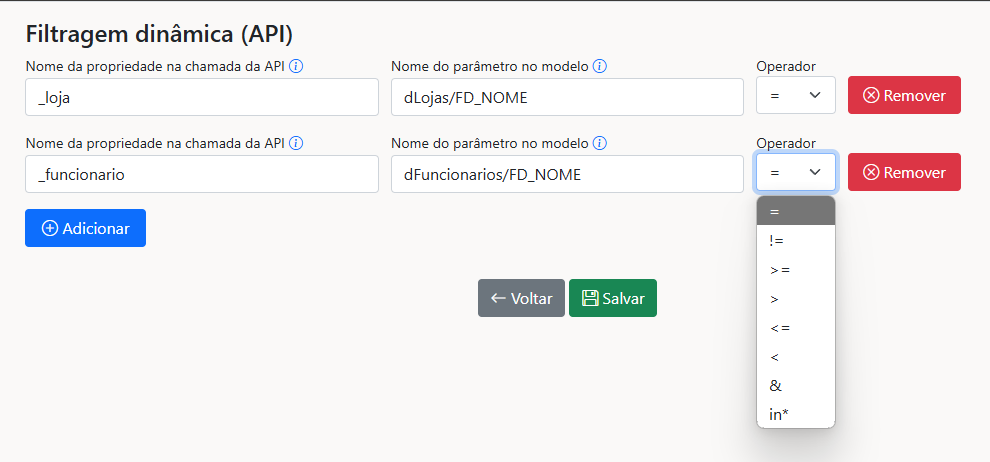 Filtragem dinâmica (API)
Nome da propriedade na chamada da API Nome do parâmetro no modelo Operador
_loja dLojas/FD_NOME = Remover
Nome da propriedade na chamada da API Nome do parâmetro no modelo Operador
_funcionario dFuncionarios/FD_NOME = Remover
=
Adicionar
!=
>=
Voltar Salvar >
<=
<
&
in*